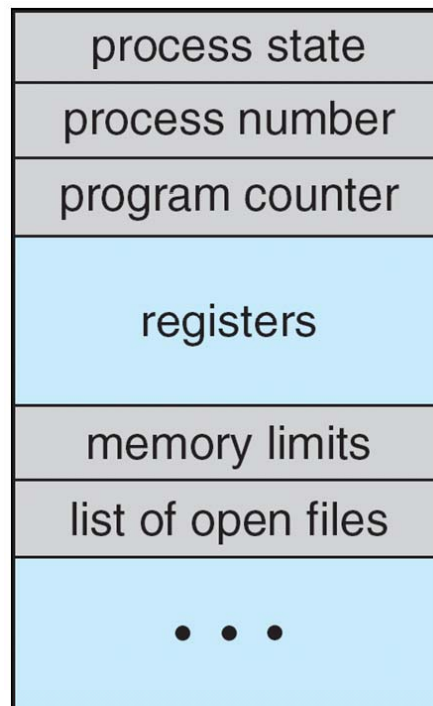 process state
process number
program counter
registers
memory limits
list of open files
• • •